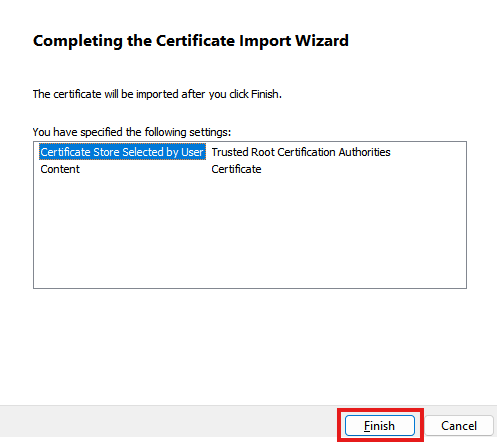 Completing the Certificate Import Wizard
The certificate will be imported after you click Finish.
You have specified the following settings:
Certificate Store Selected by User Trusted Root Certification Authorities
Content Certificate
Finish Cancel